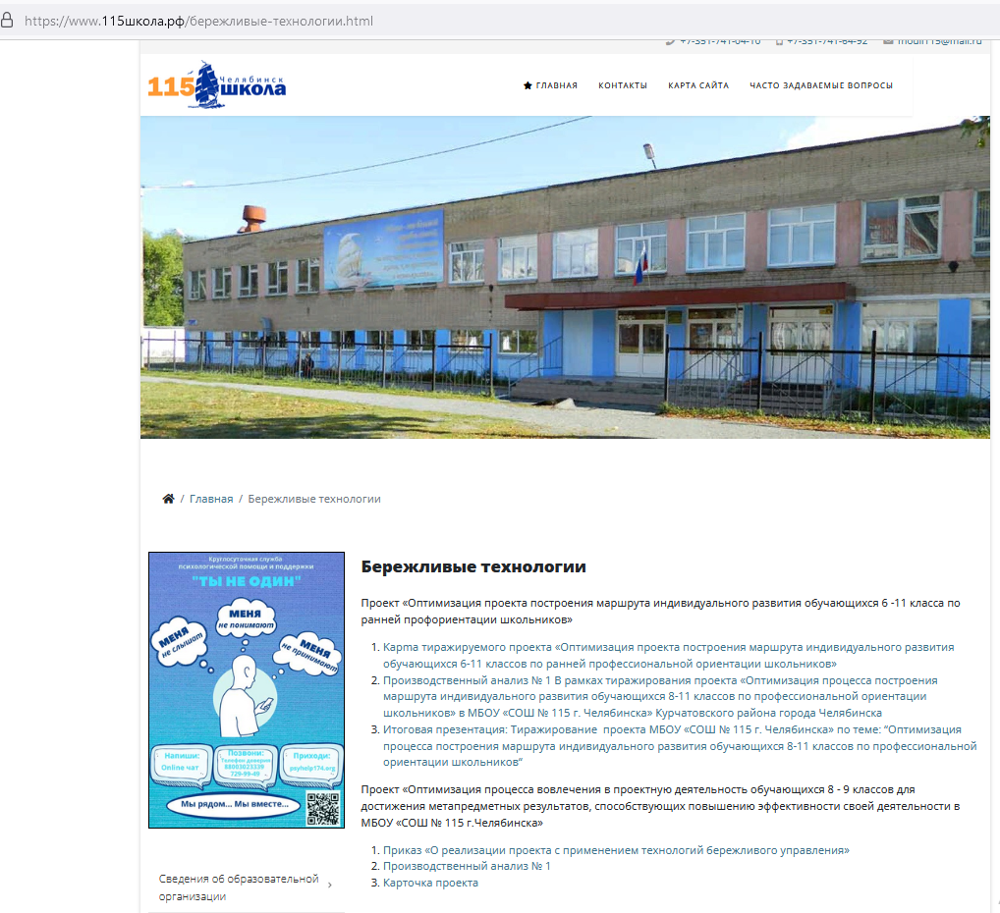 https://www.115школа.рф/бережливые-технологии.html
+7-351-741-04-10 +7-351-741-64-92 moull115@mail.ru
115 Челябинск школа
ГЛАВНАЯ КОНТАКТЫ КАРТА САЙТА ЧАСТО ЗАДАВАЕМЫЕ ВОПРОСЫ
/ Главная / Бережливые технологии
Круглосуточная служба
психологической помощи и поддержки
"ТЫ НЕ ОДИН"
МЕНЯ
не понимают
МЕНЯ
не слышат
МЕНЯ
не принимают
Напиши:
Online чат
Позвони:
Телефон доверия
88003023339
729-99-49
Приходи:
psyhelp174.org
Мы рядом... Мы вместе...
Сведения об образовательной
организации
Бережливые технологии
Проект «Оптимизация проекта построения маршрута индивидуального развития обучающихся 6 -11 класса по
ранней профориентации школьников»
1. Карта тиражируемого проекта «Оптимизация проекта построения маршрута индивидуального развития
обучающихся 6-11 классов по ранней профессиональной ориентации школьников»
2. Производственный анализ № 1 В рамках тиражирования проекта «Оптимизация процесса построения
маршрута индивидуального развития обучающихся 8-11 классов по профессиональной ориентации
школьников» в МБОУ «СОШ № 115 г. Челябинска» Курчатовского района города Челябинска
3. Итоговая презентация: Тиражирование проекта МБОУ «СОШ № 115 г. Челябинска» по теме: “Оптимизация
процесса построения маршрута индивидуального развития обучающихся 8-11 классов по профессиональной
ориентации школьников”
Проект «Оптимизация процесса вовлечения в проектную деятельность обучающихся 8 - 9 классов для
достижения метапредметных результатов, способствующих повышению эффективности своей деятельности в
МБОУ «СОШ № 115 г.Челябинска»
1. Приказ «О реализации проекта с применением технологий бережливого управления»
2. Производственный анализ № 1
3. Карточка проекта